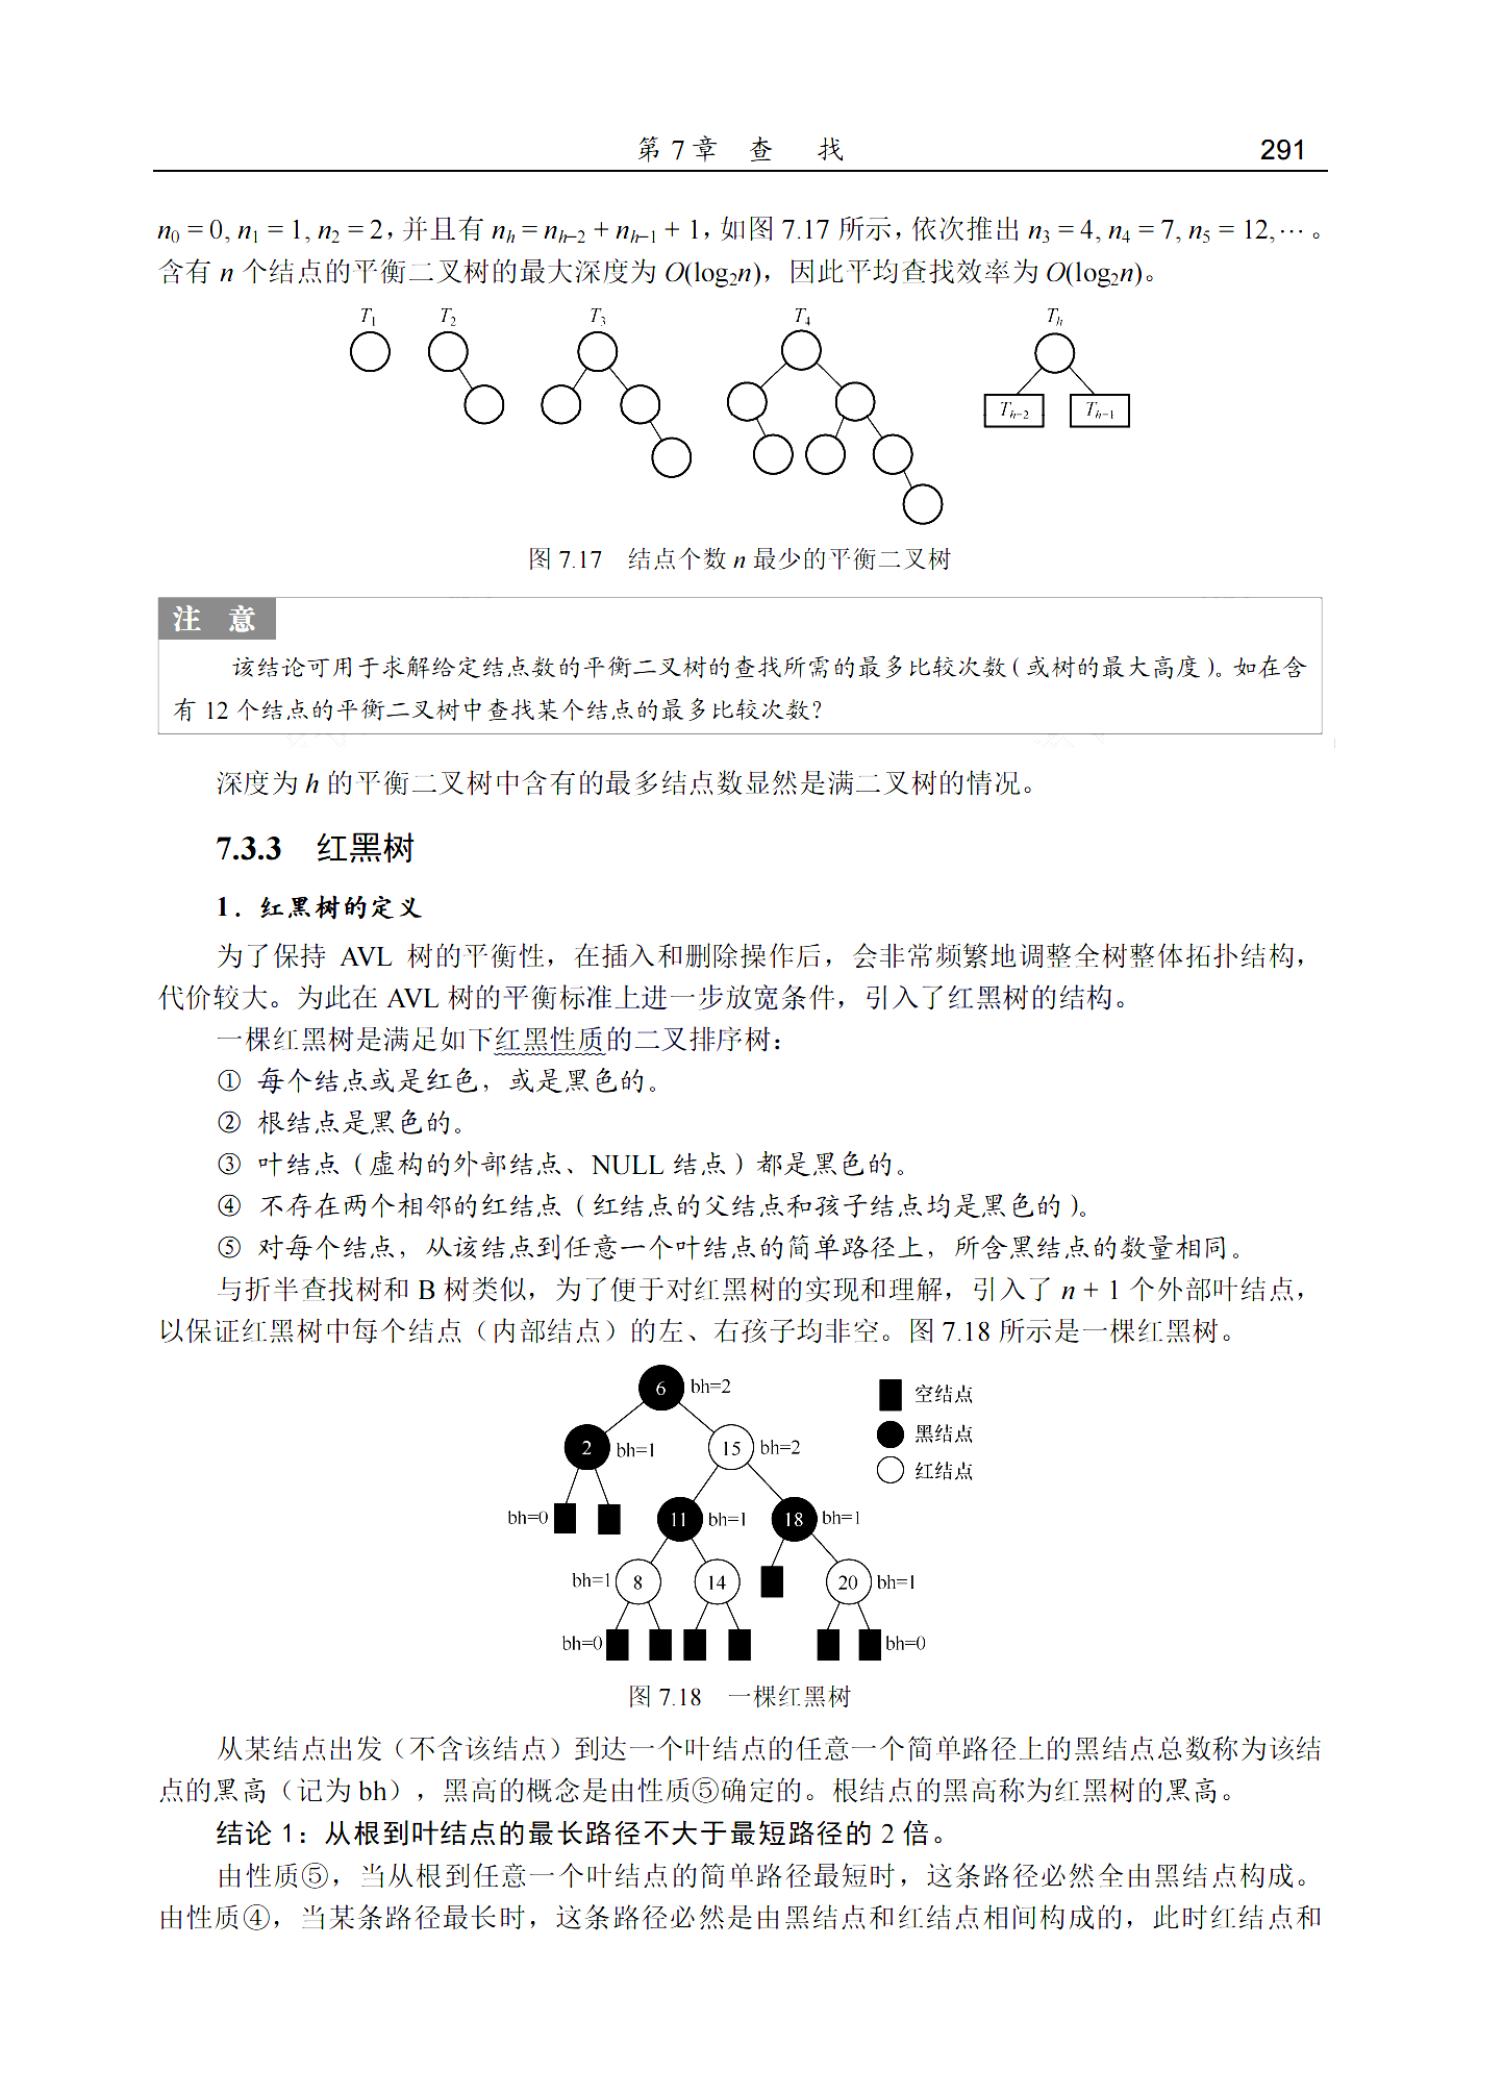 第 7 章 查 找 291
n₀ = 0, n₁ = 1, n₂ = 2，并且有 nₕ = nₕ₋₂ + nₕ₋₁ + 1，如图 7.17 所示，依次推出 n₃ = 4, n₄ = 7, n₅ = 12,⋯。
含有 n 个结点的平衡二叉树的最大深度为 O(log₂n)，因此平均查找效率为 O(log₂n)。
T₁ T₂ T₃ T₄ Tₕ
Tₕ₋₂ Tₕ₋₁
图 7.17 结点个数 n 最少的平衡二叉树
注 意
该结论可用于求解给定结点数的平衡二叉树的查找所需的最多比较次数（或树的最大高度）。如在含
有 12 个结点的平衡二叉树中查找某个结点的最多比较次数？
深度为 h 的平衡二叉树中含有的最多结点数显然是满二叉树的情况。
7.3.3 红黑树
1．红黑树的定义
为了保持 AVL 树的平衡性，在插入和删除操作后，会非常频繁地调整全树整体拓扑结构，
代价较大。为此在 AVL 树的平衡标准上进一步放宽条件，引入了红黑树的结构。
一棵红黑树是满足如下红黑性质的二叉排序树：
① 每个结点或是红色，或是黑色的。
② 根结点是黑色的。
③ 叶结点（虚构的外部结点、NULL 结点）都是黑色的。
④ 不存在两个相邻的红结点（红结点的父结点和孩子结点均是黑色的）。
⑤ 对每个结点，从该结点到任意一个叶结点的简单路径上，所含黑结点的数量相同。
与折半查找树和 B 树类似，为了便于对红黑树的实现和理解，引入了 n + 1 个外部叶结点，
以保证红黑树中每个结点（内部结点）的左、右孩子均非空。图 7.18 所示是一棵红黑树。
6 bh=2 空结点
黑结点
2 bh=1 15 bh=2
红结点
bh=0 11 bh=1 18 bh=1
bh=1 8 14 20 bh=1
bh=0 bh=0
图 7.18 一棵红黑树
从某结点出发（不含该结点）到达一个叶结点的任意一个简单路径上的黑结点总数称为该结
点的黑高（记为 bh），黑高的概念是由性质⑤确定的。根结点的黑高称为红黑树的黑高。
结论 1：从根到叶结点的最长路径不大于最短路径的 2 倍。
由性质⑤，当从根到任意一个叶结点的简单路径最短时，这条路径必然全由黑结点构成。
由性质④，当某条路径最长时，这条路径必然是由黑结点和红结点相间构成的，此时红结点和